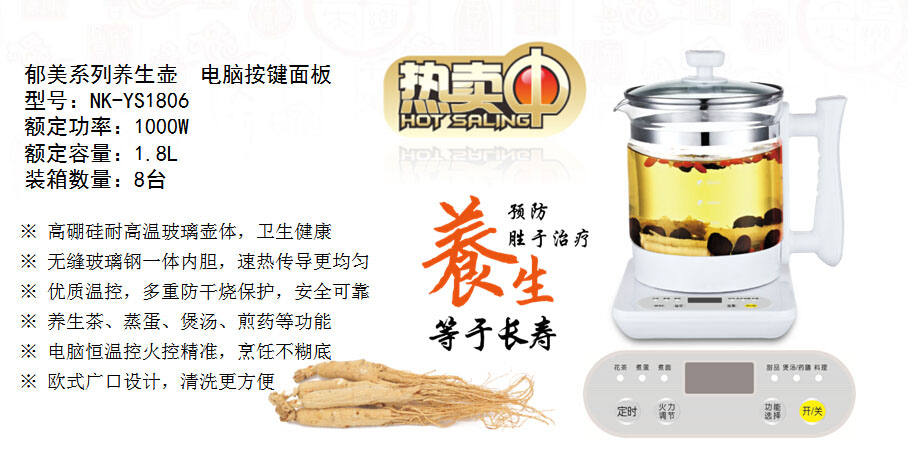 郁美系列养生壶 电脑按键面板
型号：NK-YS1806
额定功率：1000W
额定容量：1.8L
装箱数量：8台
※ 高硼硅耐高温玻璃壶体，卫生健康
※ 无缝玻璃钢一体内胆，速热传导更均匀
※ 优质温控，多重防干烧保护，安全可靠
※ 养生茶、蒸蛋、煲汤、煎药等功能
※ 电脑恒温控火控精准，烹饪不糊底
※ 欧式广口设计，清洗更方便
热卖中
HOT SALING
预防
胜于治疗
養生
等于长寿
花茶 煮蛋 煮面
甜品 煲汤/药膳 料理
定时
火力调节
功能选择
开/关